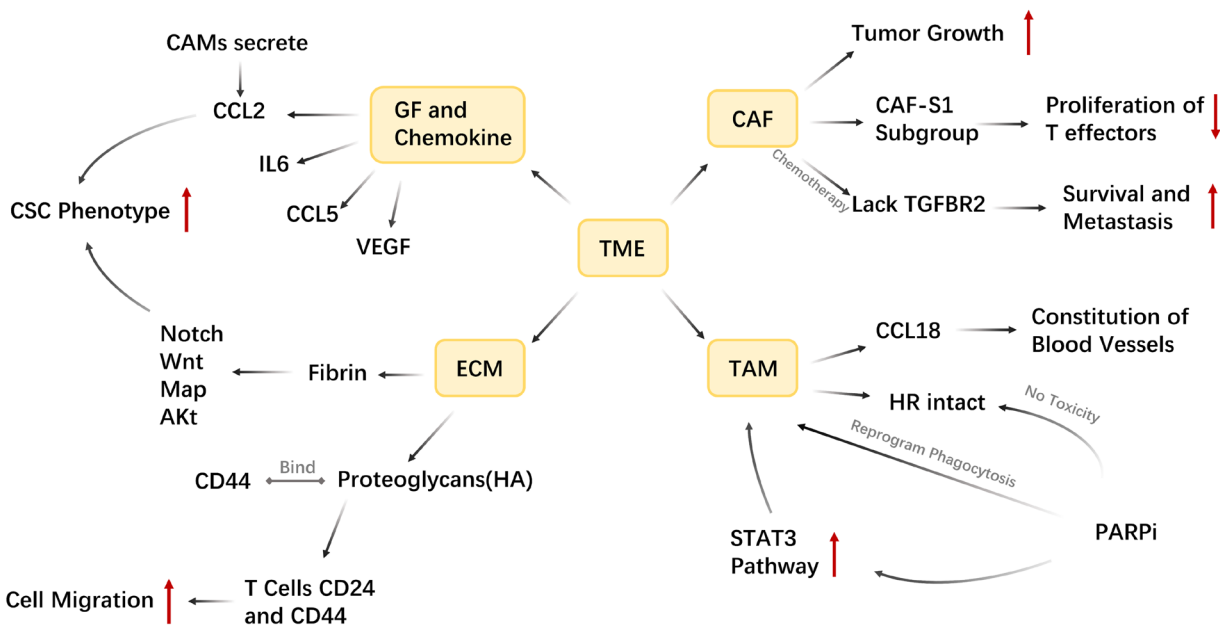 CAMs secrete
CCL2
GF and
Chemokine
IL6
CCL5
VEGF
CSC Phenotype
TME
CAF
Tumor Growth
CAF-S1
Subgroup
Proliferation of
T effectors
Chemotherapy
Lack TGFBR2
Survival and
Metastasis
Notch
Wnt
Map
AKt
Fibrin
ECM
CD44
Bind
Proteoglycans(HA)
T Cells CD24
and CD44
Cell Migration
TAM
CCL18
Constitution of
Blood Vessels
HR intact
No Toxicity
Reprogram Phagocytosis
STAT3
Pathway
PARPi